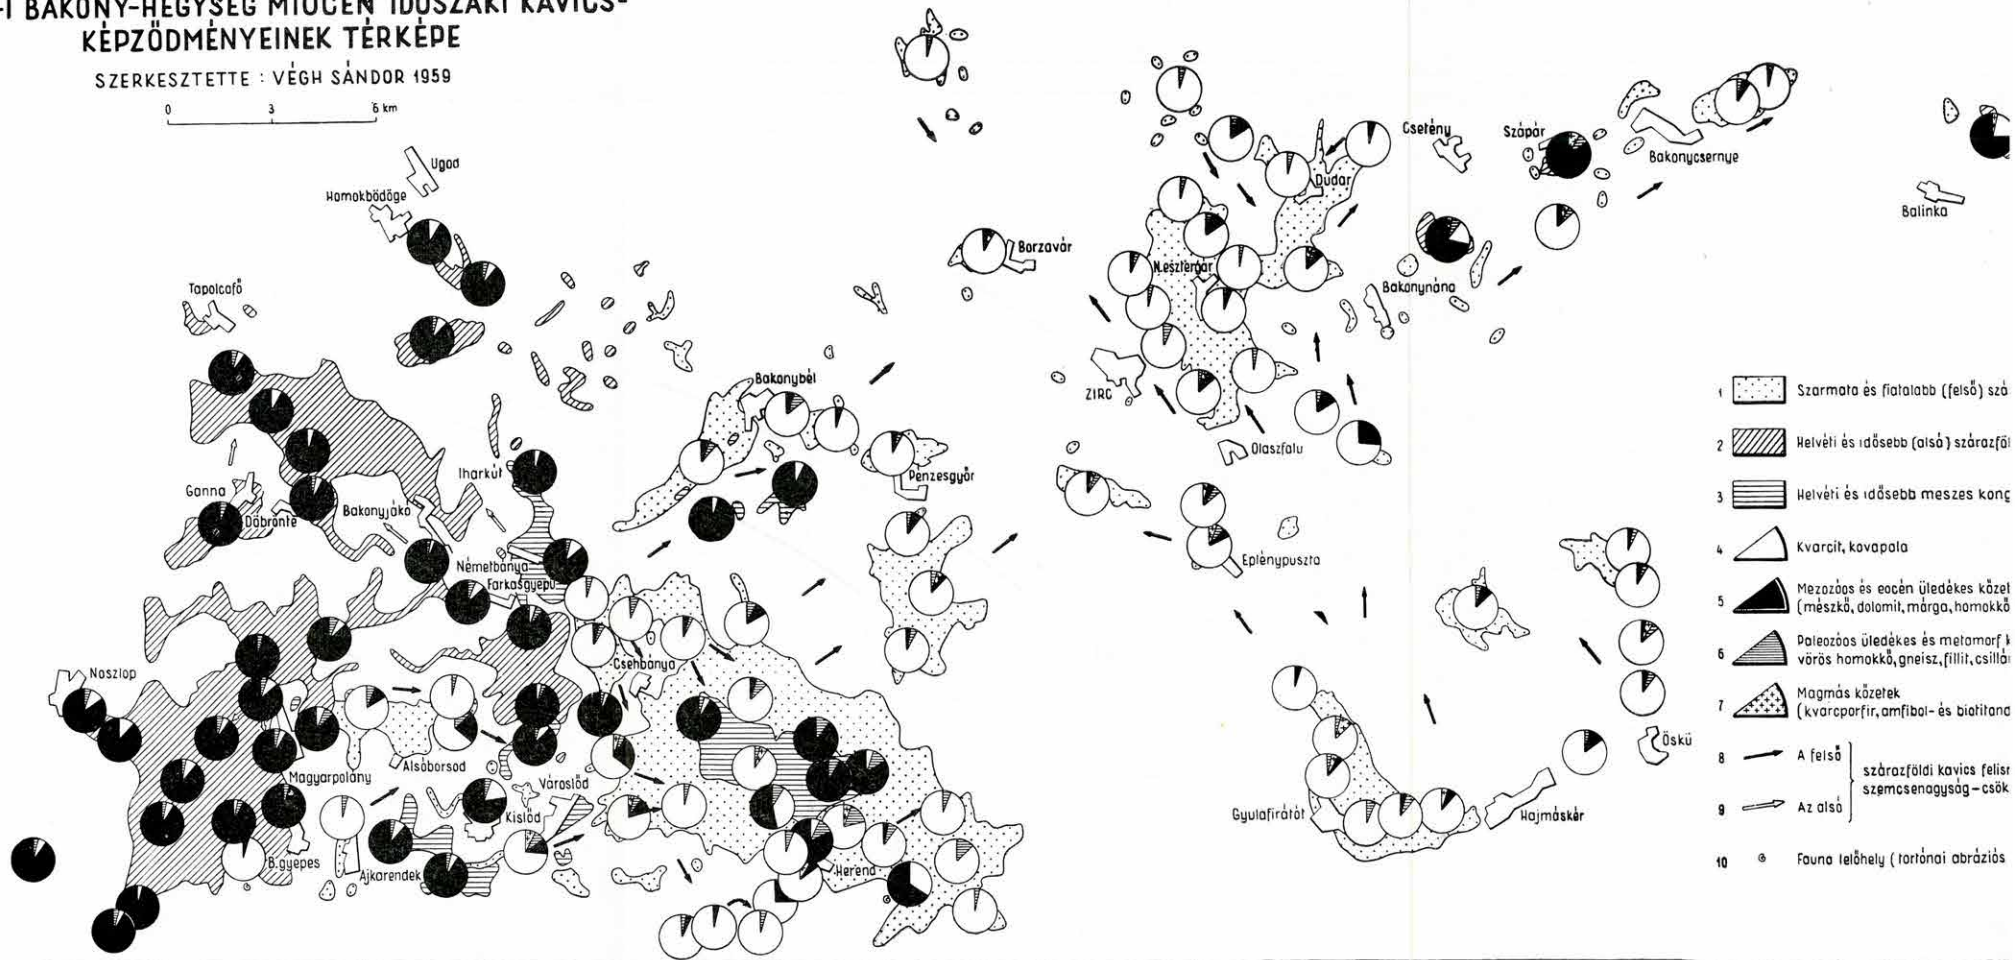 -I BAKONY-HEGYSÉG MIOCÉN IDŐSZAKI KAVICS-
KÉPZŐDMÉNYEINEK TÉRKÉPE
SZERKESZTETTE : VÉGH SÁNDOR 1959
0 3 6 km
Ugod
Homokbödöge
Tapolcafő
Borzavár
Csetény
Szápár
Bakonycsernye
Dudar
Balinka
N.esztergár
Bakonynána
ZIRC
Olaszfalu
Bakonybél
Pénzesgyőr
Iharkút
Ganna
Döbrönte
Bakonyjákó
Németbánya
Farkasgyepü
Eplénypuszta
Csehbánya
Noszlop
Magyarpolány
Alsóborsod
Városlőd
Kislőd
B.gyepes
Ajkarendek
Herend
Gyulafirátót
Hajmáskér
Öskü
1 Szarmata és fiatalabb (felső) szá
2 Helvéti és idősebb (alsó) szárazföl
3 Helvéti és idősebb meszes kong
4 Kvarcit, kovapala
5 Mezozóos és eocén üledékes kőzet
(mészkő, dolomit, márga, homokkő
6 Paleozóos üledékes és metamorf k
vörös homokkő, gneisz, fillit, csillá
7 Magmás kőzetek
(kvarcporfir, amfibol- és biotitand
8 A felső
9 Az alsó
szárazföldi kavics felisn
szemcsenagyság-csök
10 Fauna lelőhely (tortónai abráziós